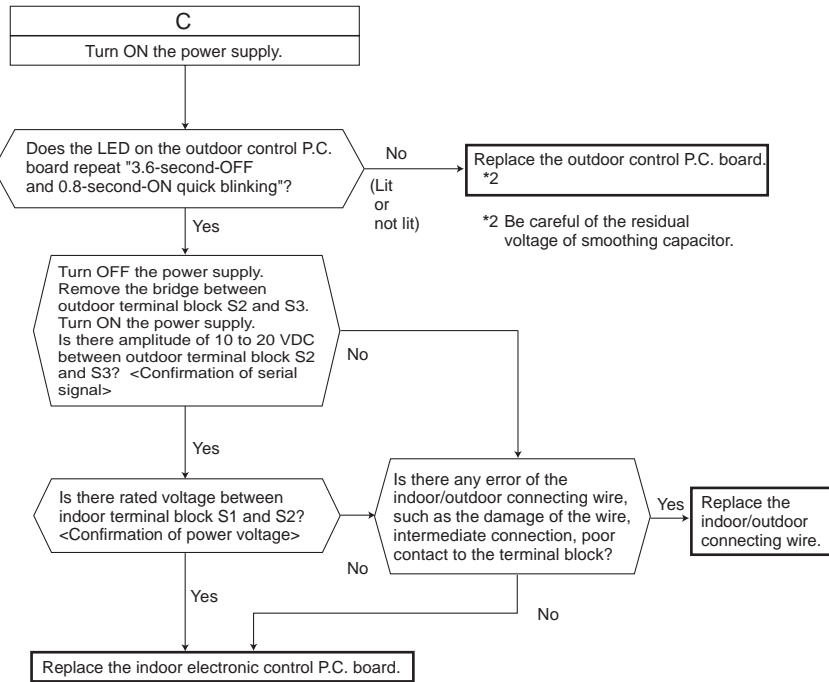 C
Turn ON the power supply.
Does the LED on the outdoor control P.C.
board repeat "3.6-second-OFF
and 0.8-second-ON quick blinking"?
No
(Lit
or
not lit)
Replace the outdoor control P.C. board.
*2
*2 Be careful of the residual
voltage of smoothing capacitor.
Yes
Turn OFF the power supply.
Remove the bridge between
outdoor terminal block S2 and S3.
Turn ON the power supply.
Is there amplitude of 10 to 20 VDC
between outdoor terminal block S2
and S3? <Confirmation of serial
signal>
No
Yes
Is there rated voltage between
indoor terminal block S1 and S2?
<Confirmation of power voltage>
No
Is there any error of the
indoor/outdoor connecting wire,
such as the damage of the wire,
intermediate connection, poor
contact to the terminal block?
Yes
Replace the
indoor/outdoor
connecting wire.
Yes
No
Replace the indoor electronic control P.C. board.